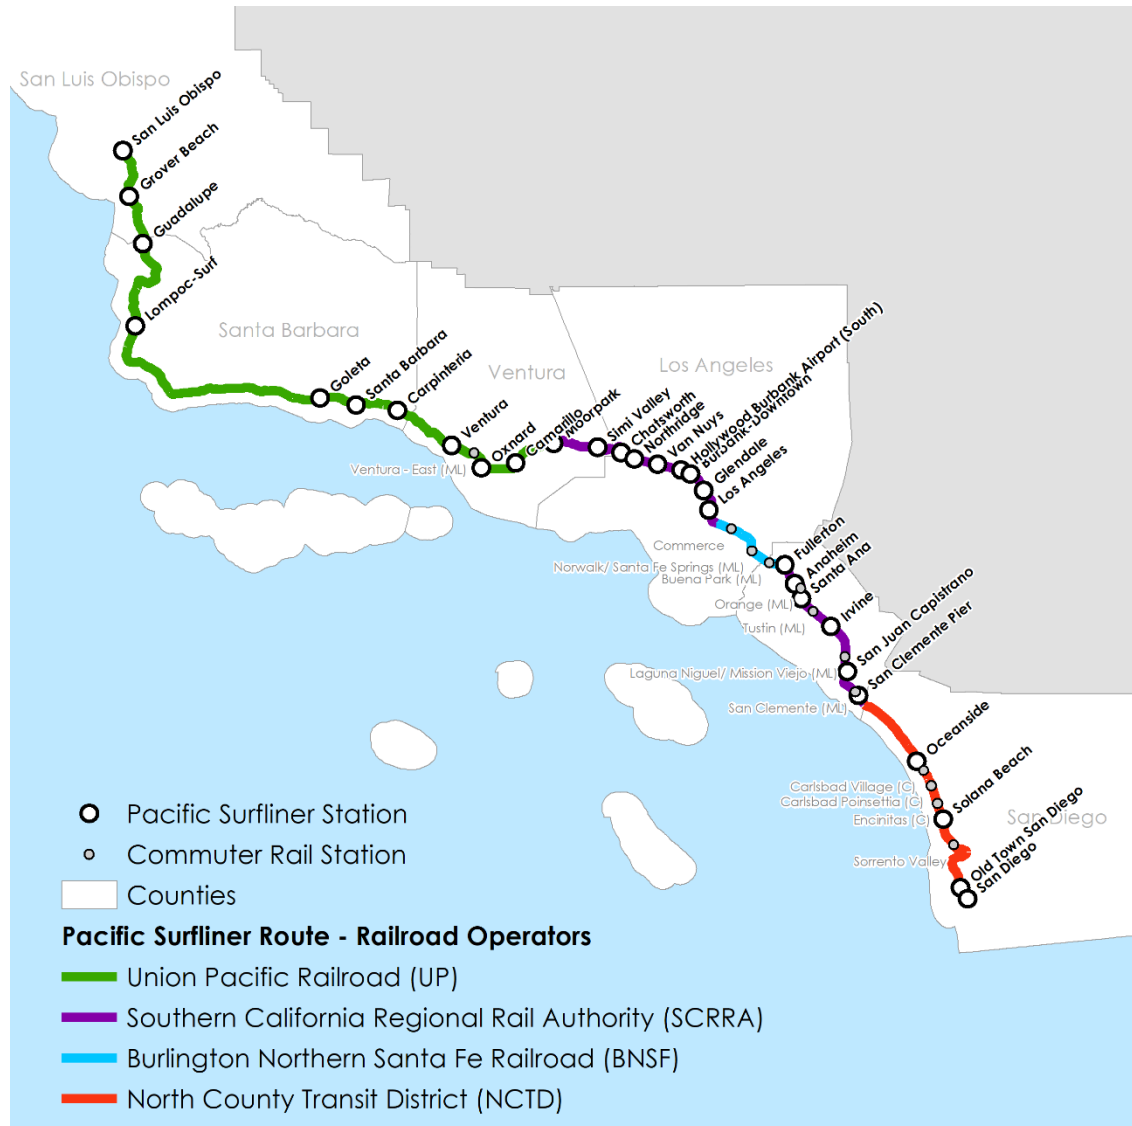 San Luis Obispo
San Luis Obispo
Grover Beach
Guadalupe
Lompoc-Surf
Santa Barbara
Goleta
Santa Barbara
Carpinteria
Ventura
Ventura
Ventura - East (ML)
Oxnard
Camarillo
Moorpark
Los Angeles
Simi Valley
Chatsworth
Northridge
Van Nuys
Hollywood Burbank Airport (South)
Burbank-Downtown
Glendale
Los Angeles
Commerce
Norwalk/ Santa Fe Springs (ML)
Buena Park (ML)
Fullerton
Anaheim
Santa Ana
Orange (ML)
Tustin (ML)
Irvine
Laguna Niguel/ Mission Viejo (ML)
San Juan Capistrano
San Clemente Pier
San Clemente (ML)
Oceanside
Carlsbad Village (C)
Carlsbad Poinsettia (C)
Encinitas (C)
Solana Beach
San Diego
Sorrento Valley
Old Town San Diego
San Diego
Pacific Surfliner Station
Commuter Rail Station
Counties
Pacific Surfliner Route - Railroad Operators
Union Pacific Railroad (UP)
Southern California Regional Rail Authority (SCRRA)
Burlington Northern Santa Fe Railroad (BNSF)
North County Transit District (NCTD)